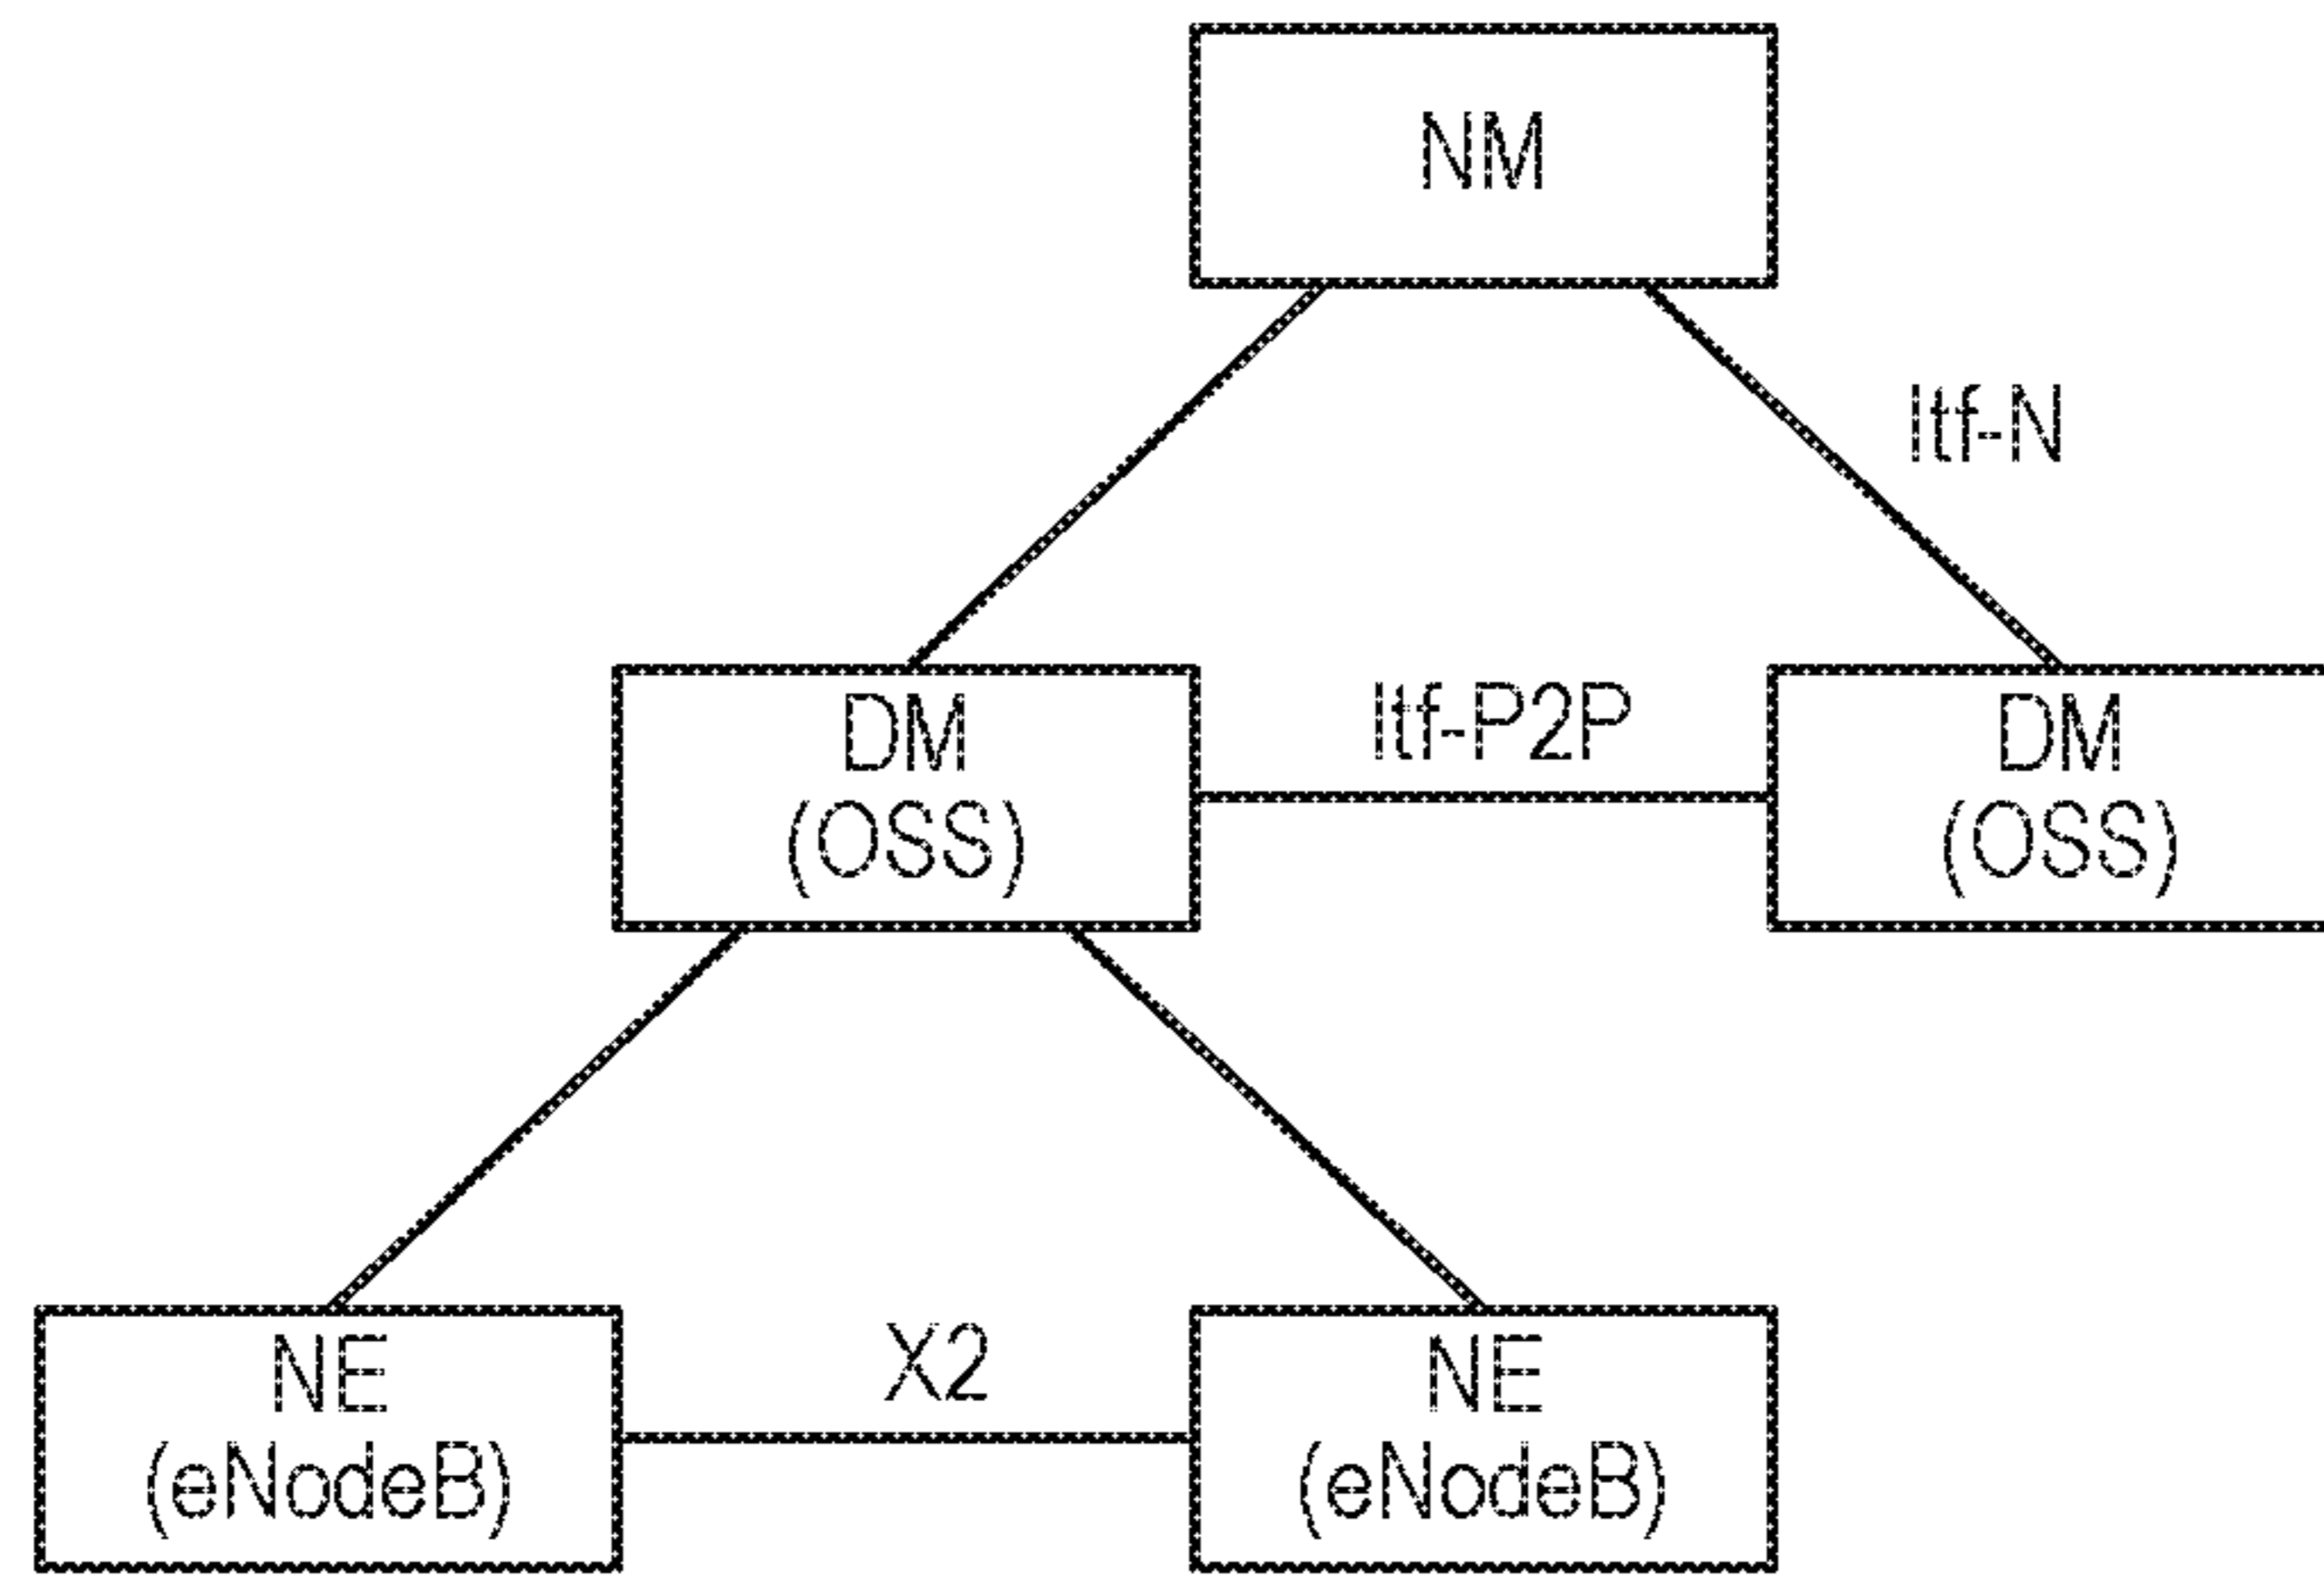 NM
Itf-N
DM
(OSS)
Itf-P2P
DM
(OSS)
NE
(eNodeB)
X2
NE
(eNodeB)